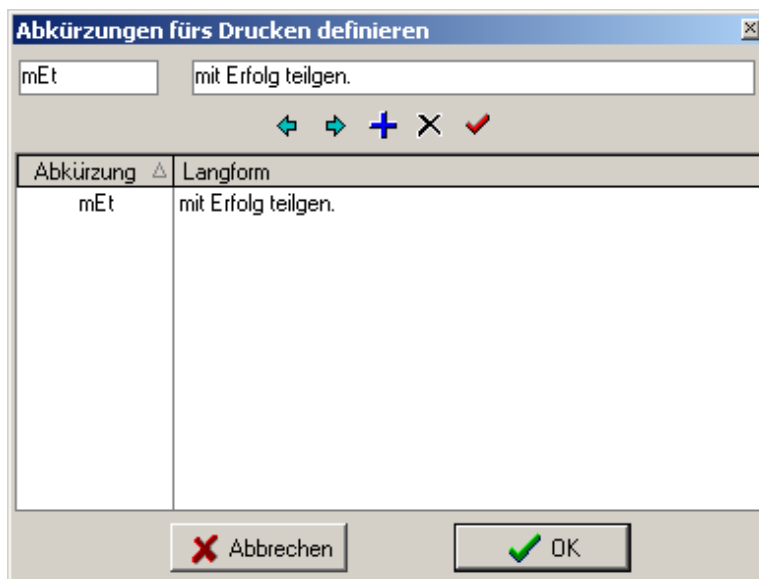 Abkürzungen fürs Drucken definieren
mEt mit Erfolg teilgen.
Abkürzung Langform
mEt mit Erfolg teilgen.
Abbrechen OK